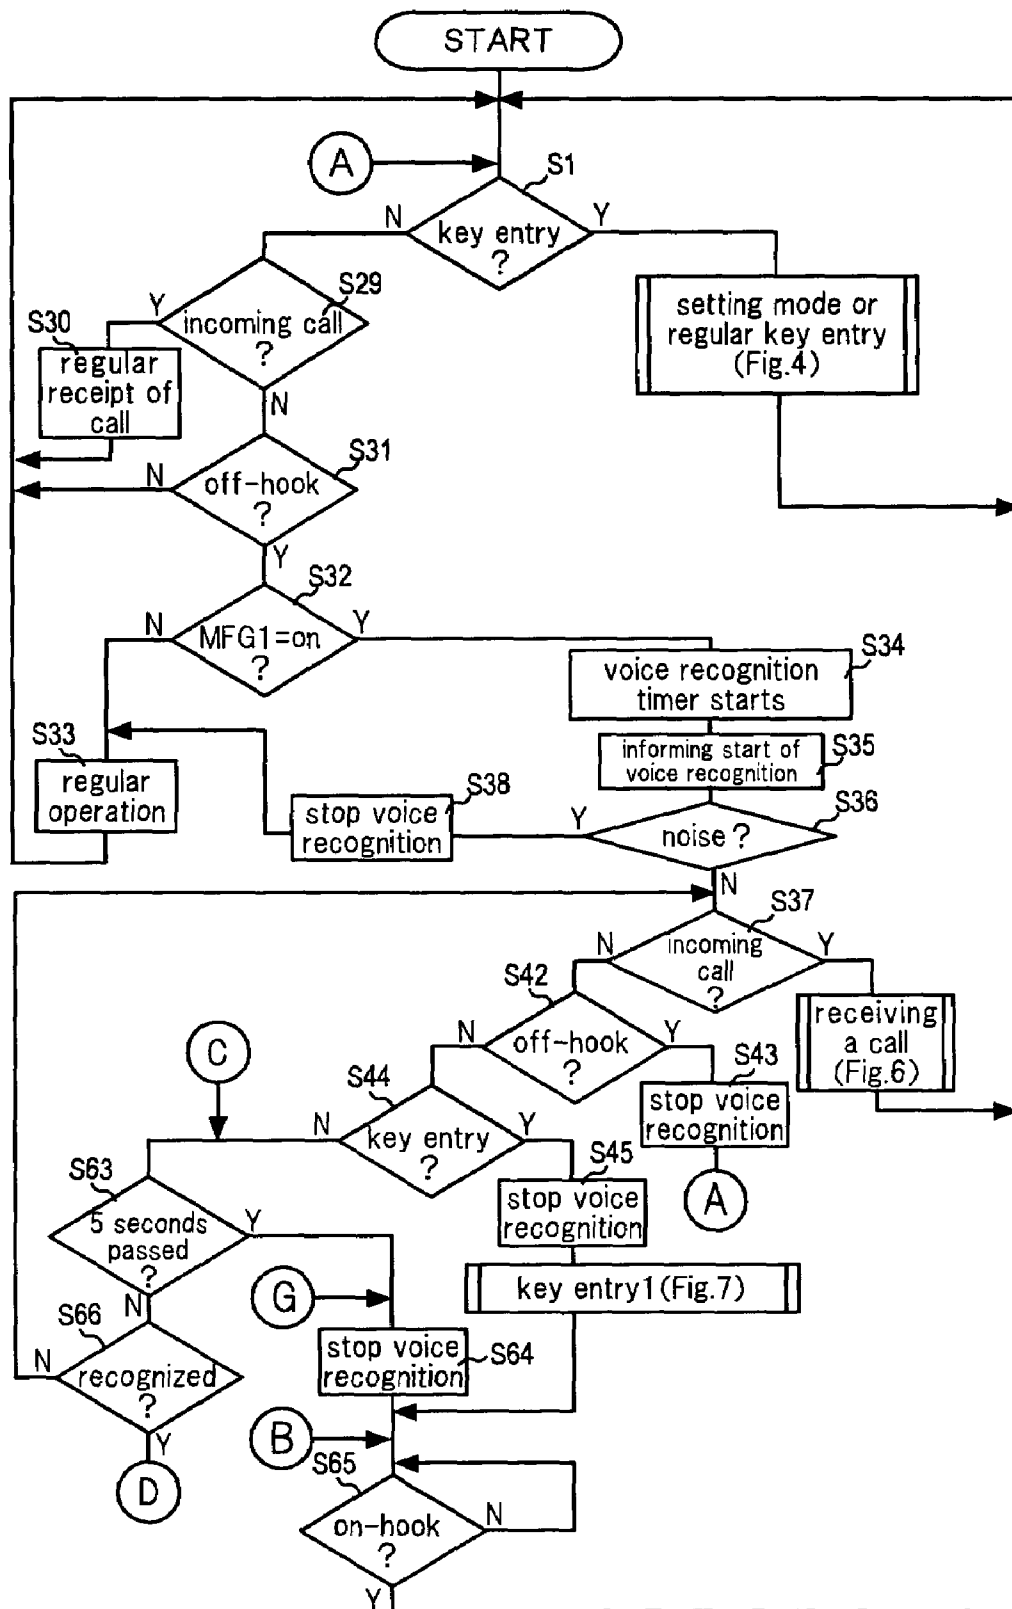 START
A
S1
N
Y
key entry
?
S29
Y
incoming call
?
N
S30
regular
receipt of
call
setting mode or
regular key entry
(Fig.4)
S31
N
off-hook
?
Y
S32
N
Y
MFG1=on
?
S34
voice recognition
timer starts
S33
regular
operation
S35
informing start of
voice recognition
S38
stop voice
recognition
S36
Y
noise?
N
S37
N
Y
incoming
call
?
S42
N
Y
off-hook
?
receiving
a call
(Fig.6)
C
S43
stop voice
recognition
S44
N
Y
key entry
?
A
S45
stop voice
recognition
S63
Y
5 seconds
passed
?
N
key entry1(Fig.7)
G
S66
N
recognized
?
Y
stop voice
recognition
S64
B
D
S65
N
on-hook
?
Y